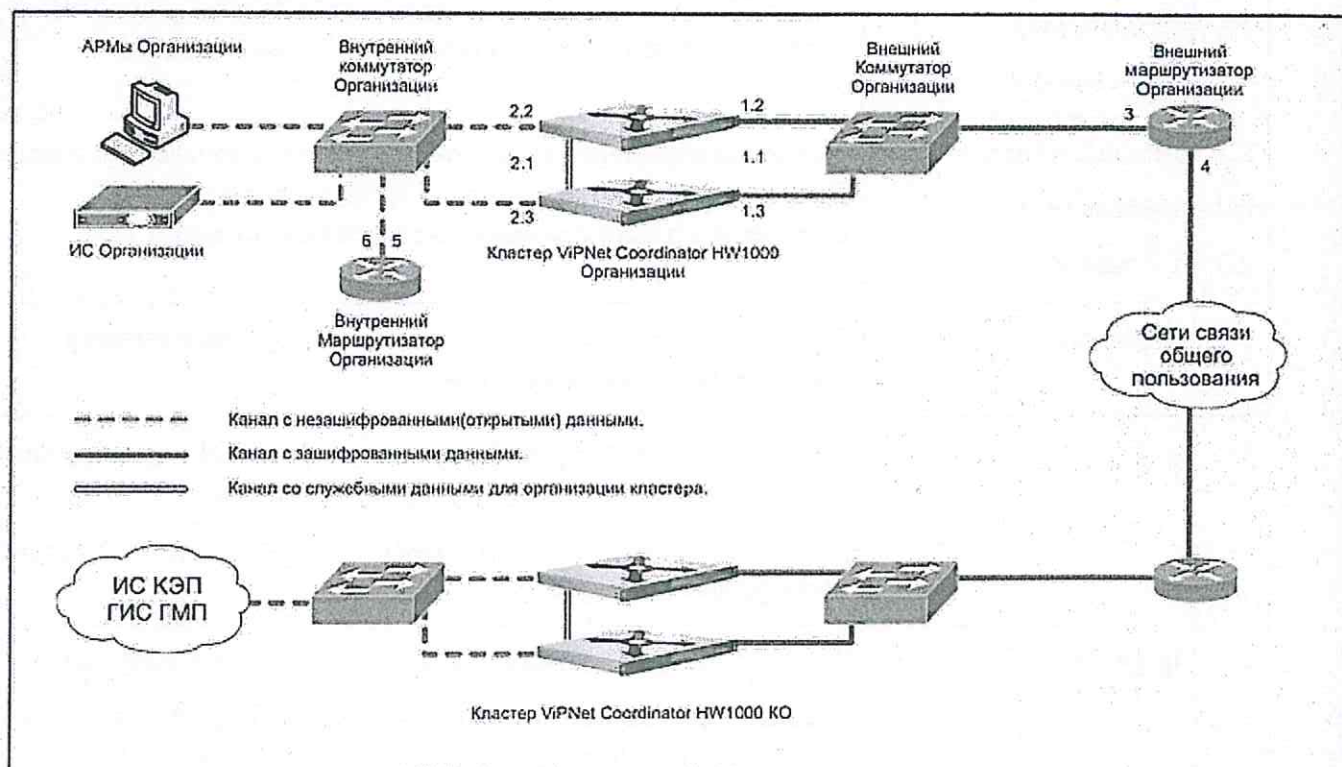 АРМы Организации
Внутренний
коммутатор
Организации
Внешний
Коммутатор
Организации
Внешний
маршрутизатор
Организации
2.2
1.2
3
2.1
1.1
4
2.3
1.3
ИС Организации
6 5
Кластер ViPNet Coordinator HW1000
Организации
Внутренний
Маршрутизатор
Организации
Сети связи
общего
пользования
Канал с незашифрованными(открытыми) данными.
Канал с зашифрованными данными.
Канал со служебными данными для организации кластера.
ИС КЭП
ГИС ГМП
Кластер ViPNet Coordinator HW1000 КО